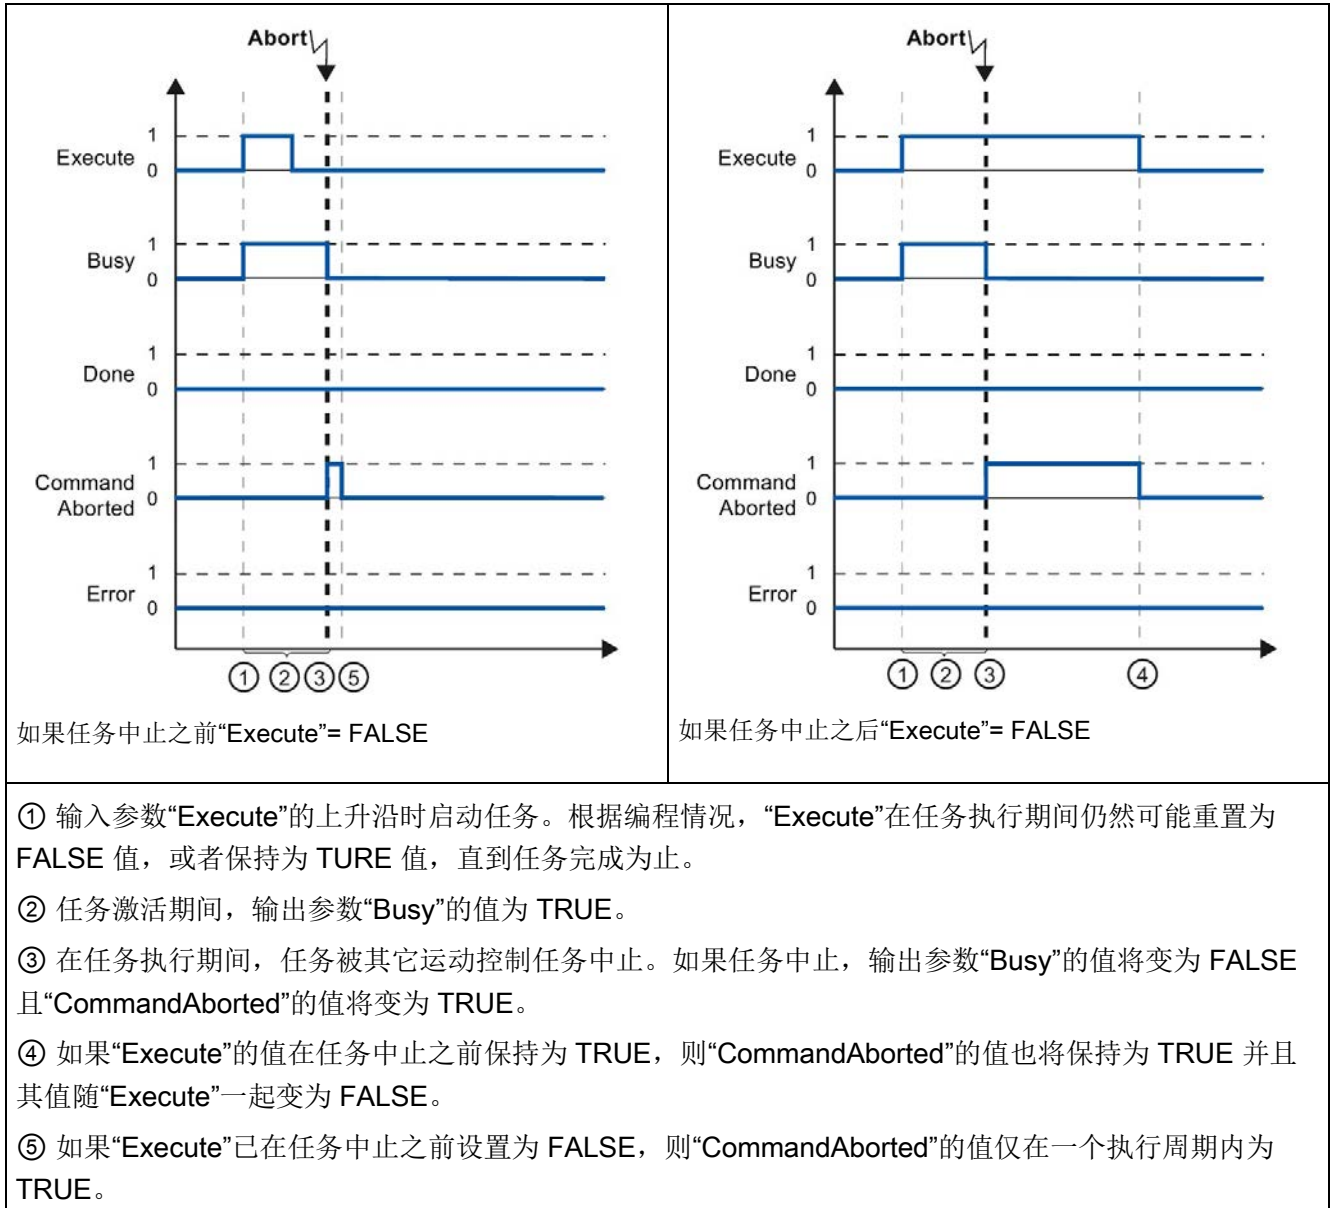 Abort
1
Execute
0
1
Busy
0
1
Done
0
1
Command
Aborted
0
1
Error
0
① ② ③ ⑤
如果任务中止之前“Execute”= FALSE
Abort
1
Execute
0
1
Busy
0
1
Done
0
1
Command
Aborted
0
1
Error
0
① ② ③ ④
如果任务中止之后“Execute”= FALSE
① 输入参数“Execute”的上升沿时启动任务。根据编程情况，“Execute”在任务执行期间仍然可能重置为
FALSE 值，或者保持为 TURE 值，直到任务完成为止。
② 任务激活期间，输出参数“Busy”的值为 TRUE。
③ 在任务执行期间，任务被其它运动控制任务中止。如果任务中止，输出参数“Busy”的值将变为 FALSE
且“CommandAborted”的值将变为 TRUE。
④ 如果“Execute”的值在任务中止之前保持为 TRUE，则“CommandAborted”的值也将保持为 TRUE 并且
其值随“Execute”一起变为 FALSE。
⑤ 如果“Execute”已在任务中止之前设置为 FALSE，则“CommandAborted”的值仅在一个执行周期内为
TRUE。